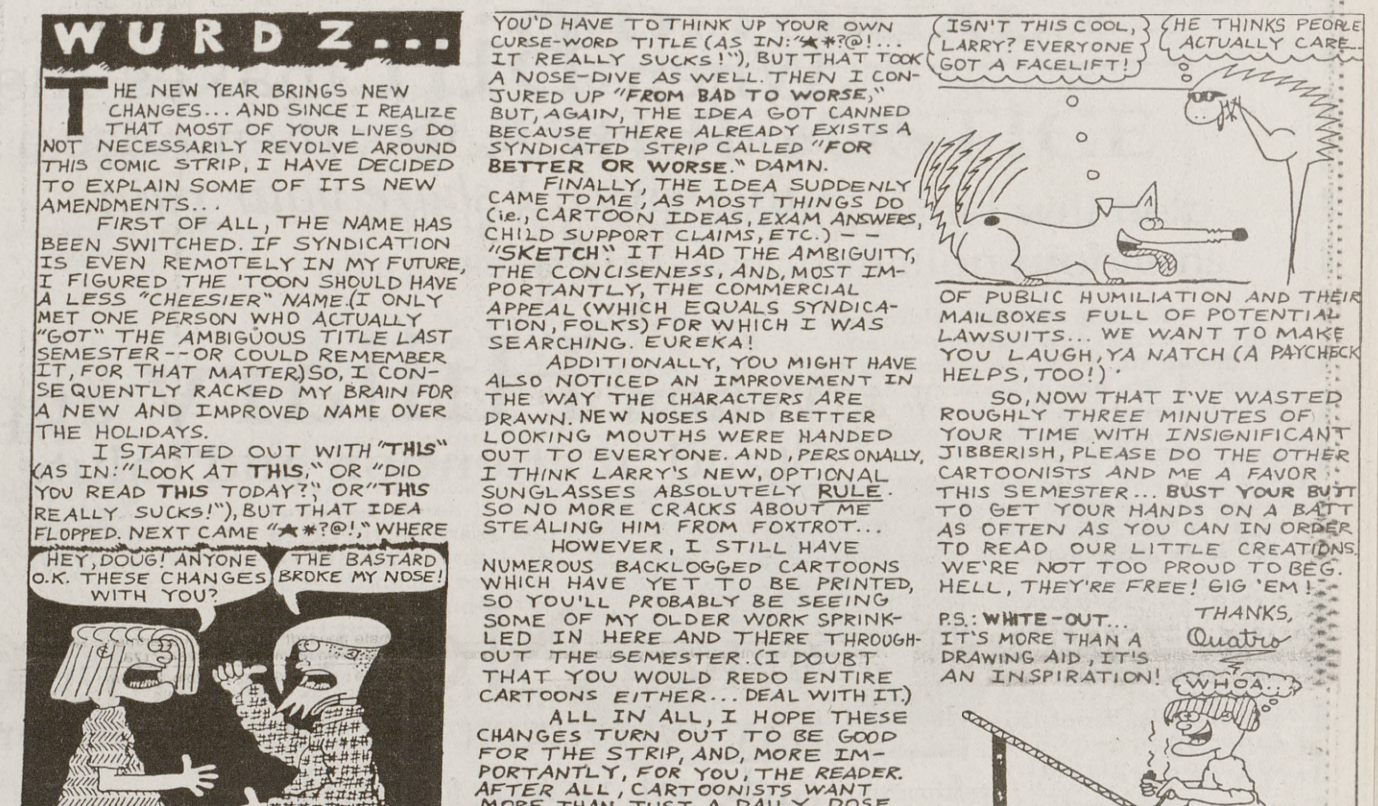 WURDZ...
THE NEW YEAR BRINGS NEW
CHANGES... AND SINCE I REALIZE
THAT MOST OF YOUR LIVES DO
NOT NECESSARILY REVOLVE AROUND
THIS COMIC STRIP, I HAVE DECIDED
TO EXPLAIN SOME OF ITS NEW
AMENDMENTS...
FIRST OF ALL, THE NAME HAS
BEEN SWITCHED. IF SYNDICATION
IS EVEN REMOTELY IN MY FUTURE,
I FIGURED THE 'TOON SHOULD HAVE
A LESS "CHEESIER" NAME.(I ONLY
MET ONE PERSON WHO ACTUALLY
"GOT" THE AMBIGUOUS TITLE LAST
SEMESTER--OR COULD REMEMBER
IT, FOR THAT MATTER)SO, I CON-
SEQUENTLY RACKED MY BRAIN FOR
A NEW AND IMPROVED NAME OVER
THE HOLIDAYS.
I STARTED OUT WITH "THIS"
(AS IN: "LOOK AT THIS," OR "DID
YOU READ THIS TODAY?", OR "THIS
REALLY SUCKS!"), BUT THAT IDEA
FLOPPED. NEXT CAME "★*?@!," WHERE
HEY, DOUG! ANYONE
O.K. THESE CHANGES
WITH YOU?
THE BASTARD
BROKE MY NOSE!
YOU'D HAVE TO THINK UP YOUR OWN
CURSE-WORD TITLE (AS IN: "★*?@!...
IT REALLY SUCKS!"), BUT THAT TOOK
A NOSE-DIVE AS WELL. THEN I CON-
JURED UP "FROM BAD TO WORSE,"
BUT, AGAIN, THE IDEA GOT CANNED
BECAUSE THERE ALREADY EXISTS A
SYNDICATED STRIP CALLED "FOR
BETTER OR WORSE." DAMN.
FINALLY, THE IDEA SUDDENLY
CAME TO ME, AS MOST THINGS DO
(ie., CARTOON IDEAS, EXAM ANSWERS,
CHILD SUPPORT CLAIMS, ETC.) --
"SKETCH". IT HAD THE AMBIGUITY,
THE CONCISENESS, AND, MOST IM-
PORTANTLY, THE COMMERCIAL
APPEAL (WHICH EQUALS SYNDICA-
TION, FOLKS) FOR WHICH I WAS
SEARCHING. EUREKA!
ADDITIONALLY, YOU MIGHT HAVE
ALSO NOTICED AN IMPROVEMENT IN
THE WAY THE CHARACTERS ARE
DRAWN. NEW NOSES AND BETTER
LOOKING MOUTHS WERE HANDED
OUT TO EVERYONE. AND, PERSONALLY,
I THINK LARRY'S NEW, OPTIONAL
SUNGLASSES ABSOLUTELY RULE.
SO NO MORE CRACKS ABOUT ME
STEALING HIM FROM FOXTROT...
HOWEVER, I STILL HAVE
NUMEROUS BACKLOGGED CARTOONS
WHICH HAVE YET TO BE PRINTED,
SO YOU'LL PROBABLY BE SEEING
SOME OF MY OLDER WORK SPRINK-
LED IN HERE AND THERE THROUGH-
OUT THE SEMESTER. (I DOUBT
THAT YOU WOULD REDO ENTIRE
CARTOONS EITHER... DEAL WITH IT.)
ALL IN ALL, I HOPE THESE
CHANGES TURN OUT TO BE GOOD
FOR THE STRIP, AND, MORE IM-
PORTANTLY, FOR YOU, THE READER.
AFTER ALL, CARTOONISTS WANT
MORE THAN JUST A DAILY DOSE
ISN'T THIS COOL,
LARRY? EVERYONE
GOT A FACELIFT!
HE THINKS PEOPLE
ACTUALLY CARE...
OF PUBLIC HUMILIATION AND THEIR
MAILBOXES FULL OF POTENTIAL
LAWSUITS... WE WANT TO MAKE
YOU LAUGH, YA NATCH (A PAYCHECK
HELPS, TOO!)
SO, NOW THAT I'VE WASTED
ROUGHLY THREE MINUTES OF
YOUR TIME WITH INSIGNIFICANT
JIBBERISH, PLEASE DO THE OTHER
CARTOONISTS AND ME A FAVOR
THIS SEMESTER... BUST YOUR BUTT
TO GET YOUR HANDS ON A BATT
AS OFTEN AS YOU CAN IN ORDER
TO READ OUR LITTLE CREATIONS.
WE'RE NOT TOO PROUD TO BEG.
HELL, THEY'RE FREE! GIG 'EM!
THANKS,
Quatro
P.S.: WHITE-OUT...
IT'S MORE THAN A
DRAWING AID, IT'S
AN INSPIRATION!
WHOA...